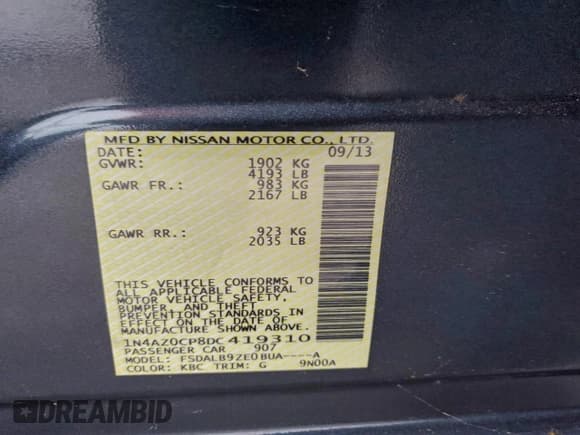 MFD BY NISSAN MOTOR CO., LTD.
DATE: 09/13
GVWR: 1902 KG
4193 LB
GAWR FR.: 983 KG
2167 LB
GAWR RR.: 923 KG
2035 LB
THIS VEHICLE CONFORMS TO
ALL APPLICABLE FEDERAL
MOTOR VEHICLE SAFETY,
BUMPER, AND THEFT
PREVENTION STANDARDS IN
EFFECT ON THE DATE OF
MANUFACTURE SHOWN ABOVE.
1N4AZ0CP8DC419310
PASSENGER CAR 907
MODEL: FSDALB9ZE0BUA----A
COLOR: KBC TRIM: G 9N00A
DREAMBID